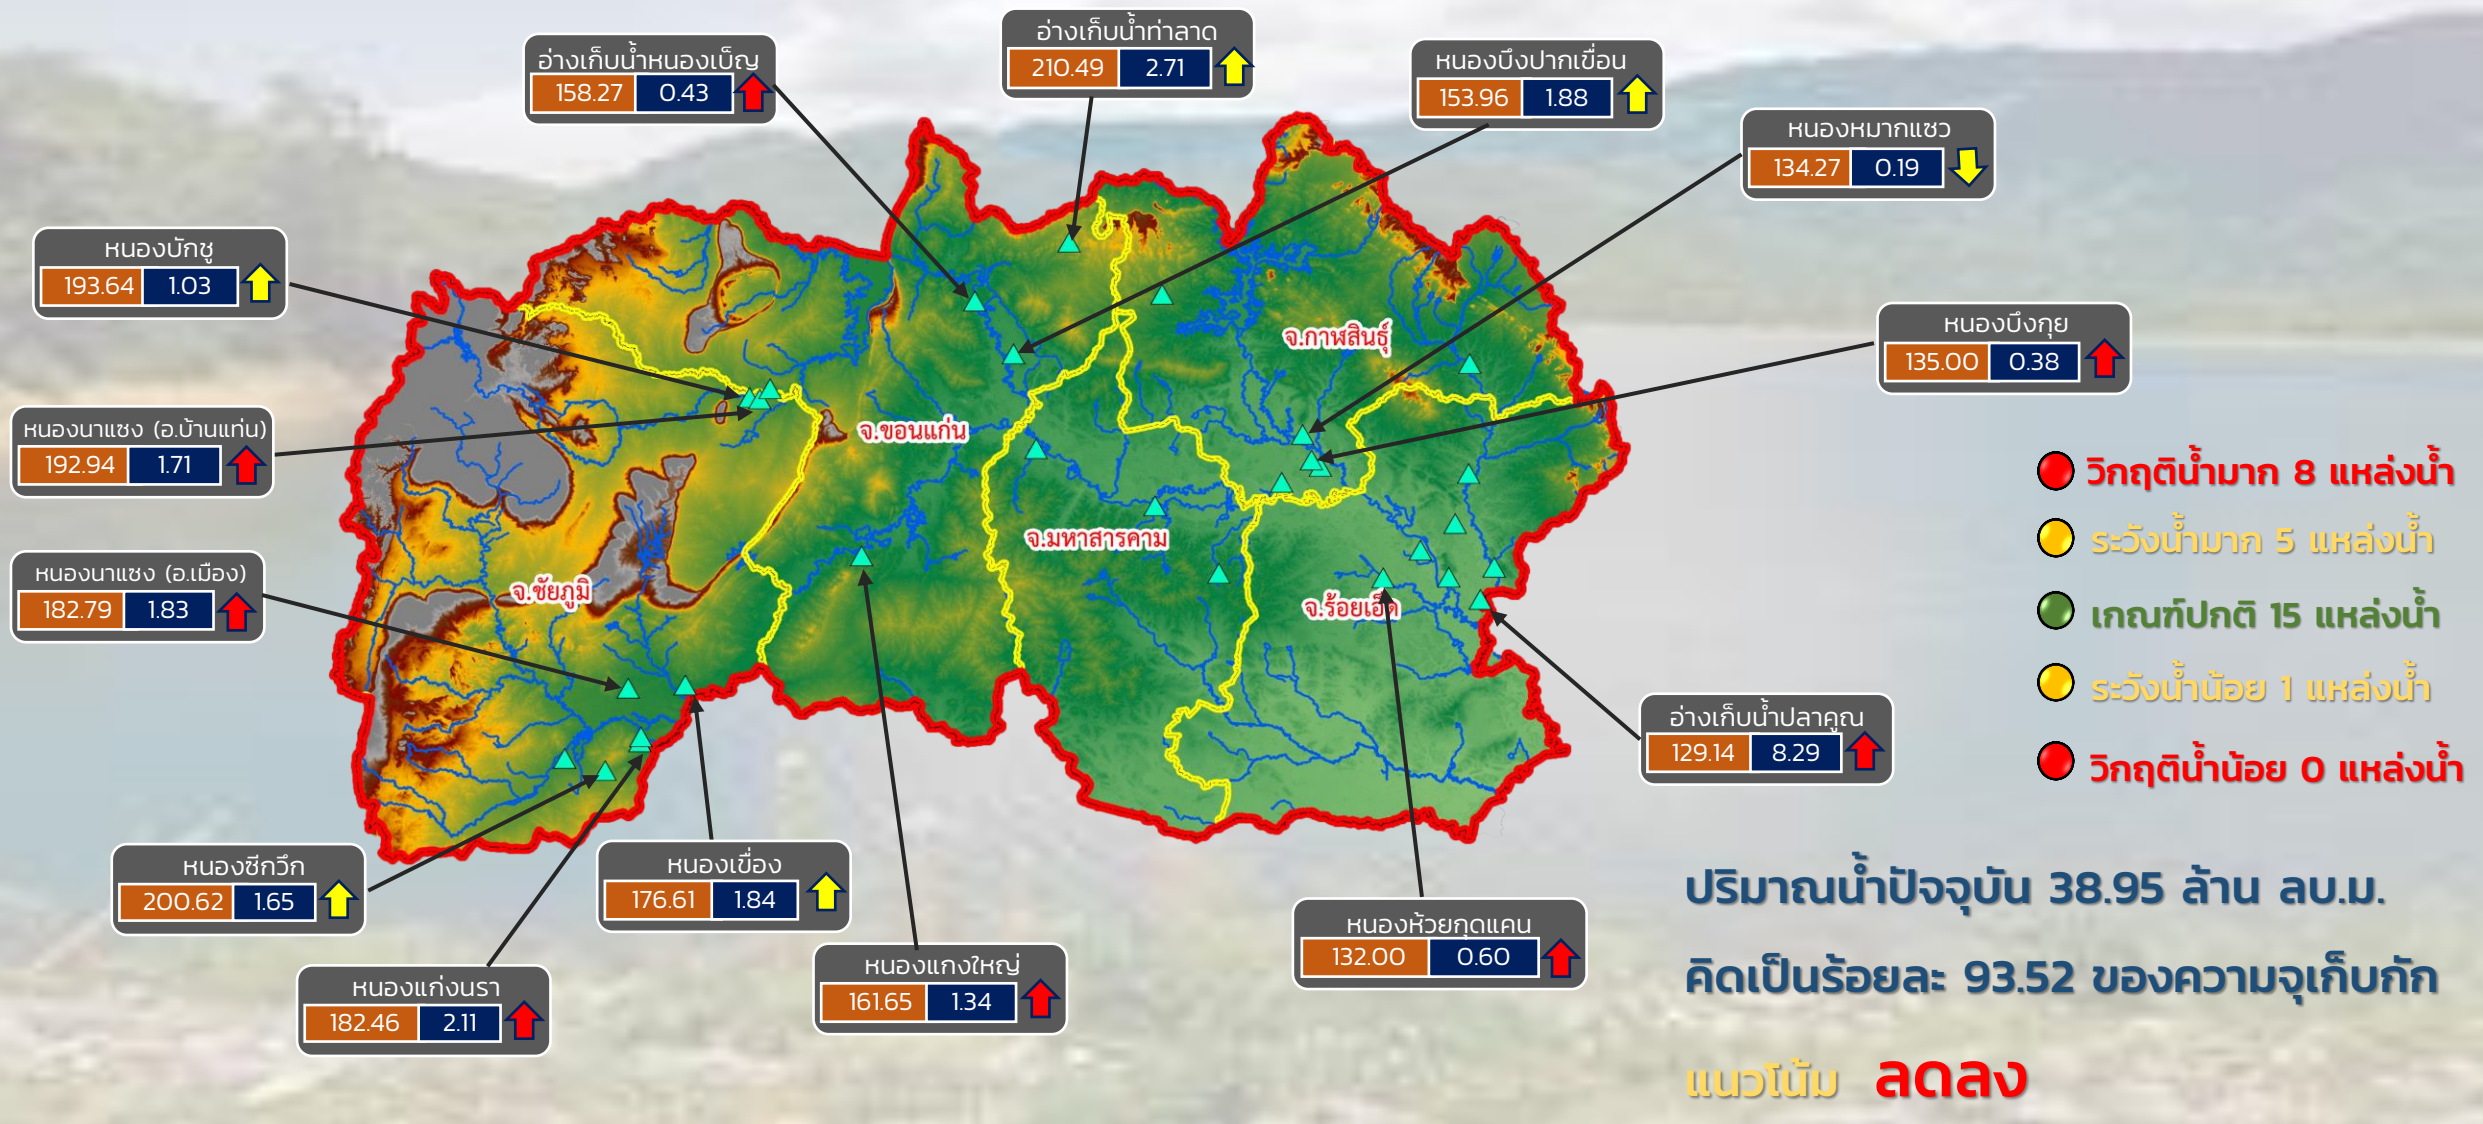 อ่างเก็บน้ำหนองเบ็ญ
158.27 0.43
อ่างเก็บน้ำท่าลาด
210.49 2.71
หนองบึงปากเขื่อน
153.96 1.88
หนองหมากแซว
134.27 0.19
หนองบักชู
193.64 1.03
หนองบึงกุย
135.00 0.38
หนองนาแซง (อ.บ้านแท่น)
192.94 1.71
หนองนาแซง (อ.เมือง)
182.79 1.83
จ.กาฬสินธุ์
จ.ขอนแก่น
จ.มหาสารคาม
จ.ชัยภูมิ
จ.ร้อยเอ็ด
วิกฤติน้ำมาก 8 แหล่งน้ำ
ระวังน้ำมาก 5 แหล่งน้ำ
เกณฑ์ปกติ 15 แหล่งน้ำ
ระวังน้ำน้อย 1 แหล่งน้ำ
วิกฤติน้ำน้อย 0 แหล่งน้ำ
อ่างเก็บน้ำปลาคูณ
129.14 8.29
หนองซีกวึก
200.62 1.65
หนองเขื่อง
176.61 1.84
หนองห้วยกุดแคน
132.00 0.60
หนองแก่งนรา
182.46 2.11
หนองแกงใหญ่
161.65 1.34
ปริมาณน้ำปัจจุบัน 38.95 ล้าน ลบ.ม.
คิดเป็นร้อยละ 93.52 ของความจุเก็บกัก
แนวโน้ม ลดลง